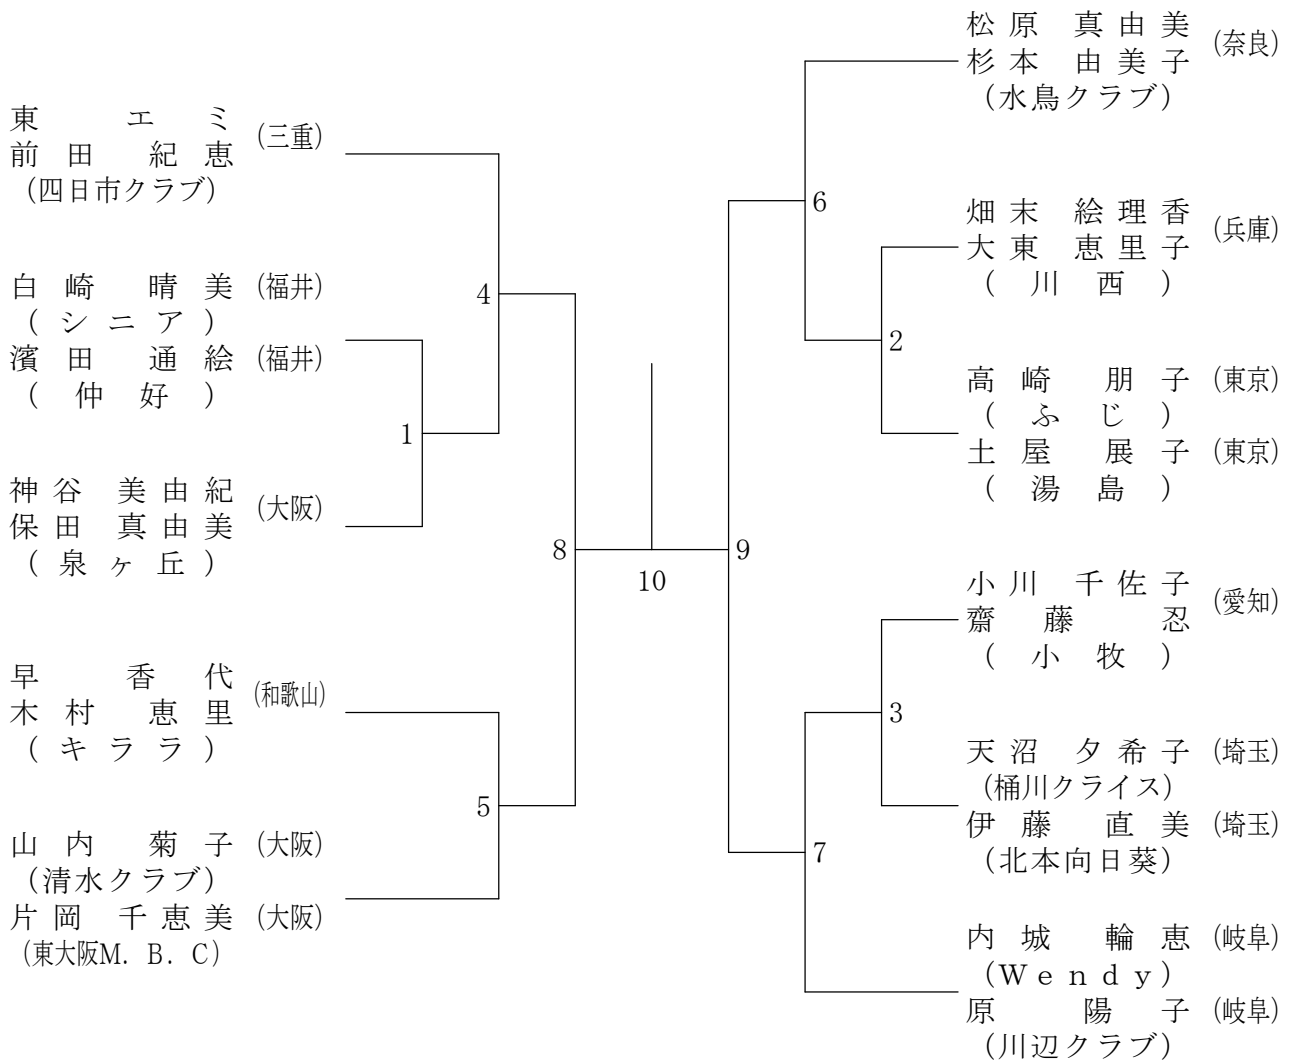 東 エ ミ (三重)
前 田 紀 恵
(四日市クラブ)
白 崎 晴 美 (福井)
( シ ニ ア )
濱 田 通 絵 (福井)
( 仲 好 )
神 谷 美 由 紀 (大阪)
保 田 真 由 美
( 泉 ヶ 丘 )
早 香 代 (和歌山)
木 村 恵 里
( キ ラ ラ )
山 内 菊 子 (大阪)
(清水クラブ)
片 岡 千 恵 美 (大阪)
(東大阪M.B.C)
4
1
8
5
10
9
6
2
3
7
松 原 真 由 美 (奈良)
杉 本 由 美 子
(水鳥クラブ)
畑 末 絵 理 香 (兵庫)
大 東 恵 里 子
( 川 西 )
高 崎 朋 子 (東京)
( ふ じ )
土 屋 展 子 (東京)
( 湯 島 )
小 川 千 佐 子 (愛知)
齋 藤 忍
( 小 牧 )
天 沼 夕 希 子 (埼玉)
(桶川クライス)
伊 藤 直 美 (埼玉)
(北本向日葵)
内 城 輪 恵 (岐阜)
(Ｗｅｎｄｙ)
原 陽 子 (岐阜)
(川辺クラブ)